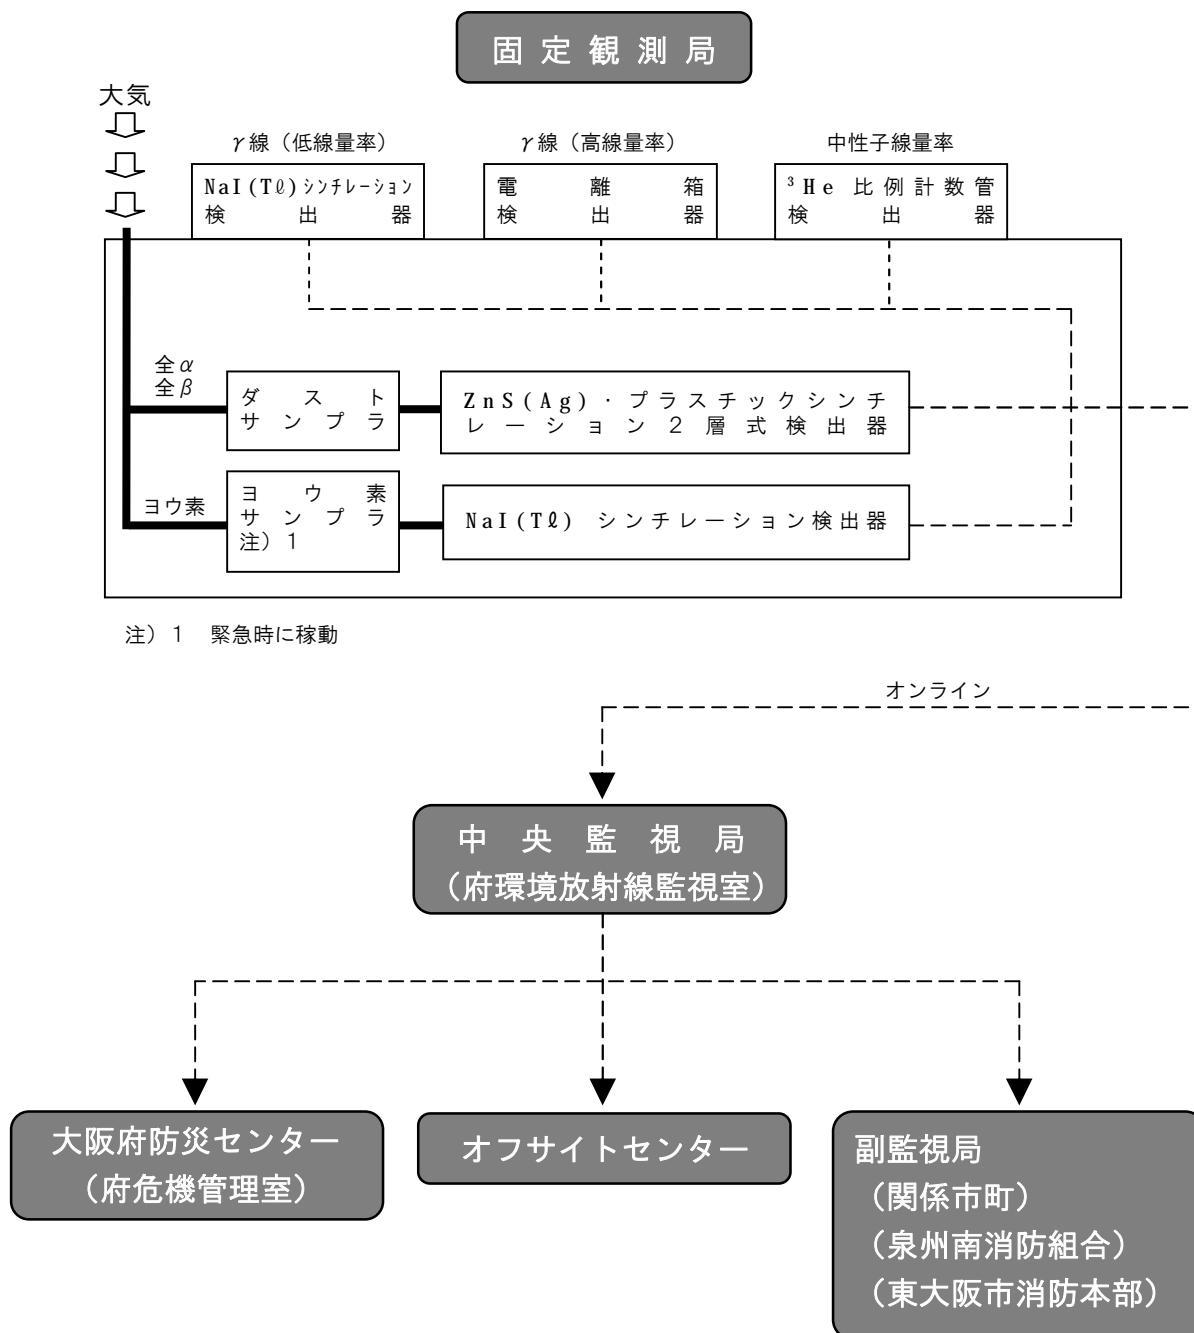 固定観測局
大気
γ線（低線量率）
γ線（高線量率）
中性子線量率
NaI(Tℓ)シンチレーション
検出器
電離箱
検出器
³He 比例計数管
検出器
全α
全β
ダスト
サンプラ
ZnS(Ag)・プラスチックシンチ
レーション２層式検出器
ヨウ素
ヨウ素
サンプラ
注）１
NaI(Tℓ) シンチレーション検出器
注）１　緊急時に稼動
オンライン
中央監視局
（府環境放射線監視室）
大阪府防災センター
（府危機管理室）
オフサイトセンター
副監視局
（関係市町）
（泉州南消防組合）
（東大阪市消防本部）